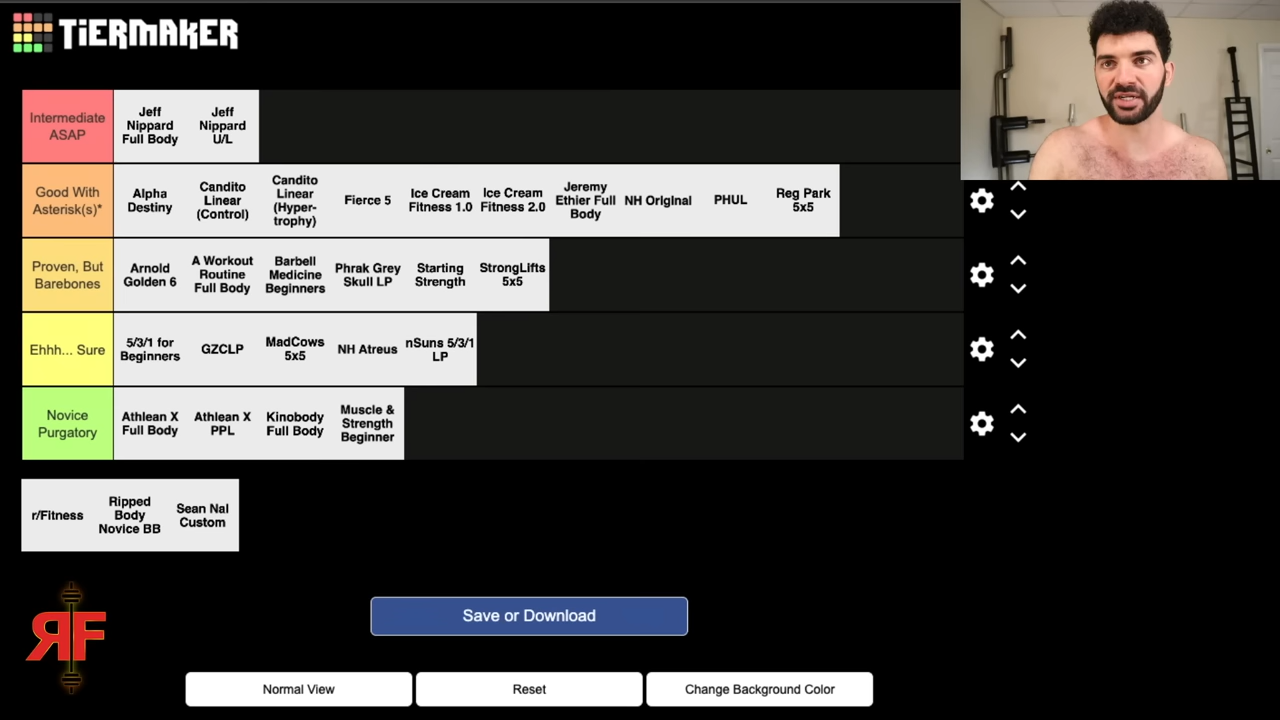 TiERMAKER
Intermediate
ASAP
Jeff
Nippard
Full Body
Jeff
Nippard
U/L
Good With
Asterisk(s)*
Alpha
Destiny
Candito
Linear
(Control)
Candito
Linear
(Hyper-
trophy)
Fierce 5
Ice Cream
Fitness 1.0
Ice Cream
Fitness 2.0
Jeremy
Ethier Full
Body
NH Original
PHUL
Reg Park
5x5
Proven, But
Barebones
Arnold
Golden 6
A Workout
Routine
Full Body
Barbell
Medicine
Beginners
Phrak Grey
Skull LP
Starting
Strength
StrongLifts
5x5
Ehhh... Sure
5/3/1 for
Beginners
GZCLP
MadCows
5x5
NH Atreus
nSuns 5/3/1
LP
Novice
Purgatory
Athlean X
Full Body
Athlean X
PPL
Kinobody
Full Body
Muscle &
Strength
Beginner
r/Fitness
Ripped
Body
Novice BB
Sean Nal
Custom
RF
Save or Download
Normal View
Reset
Change Background Color